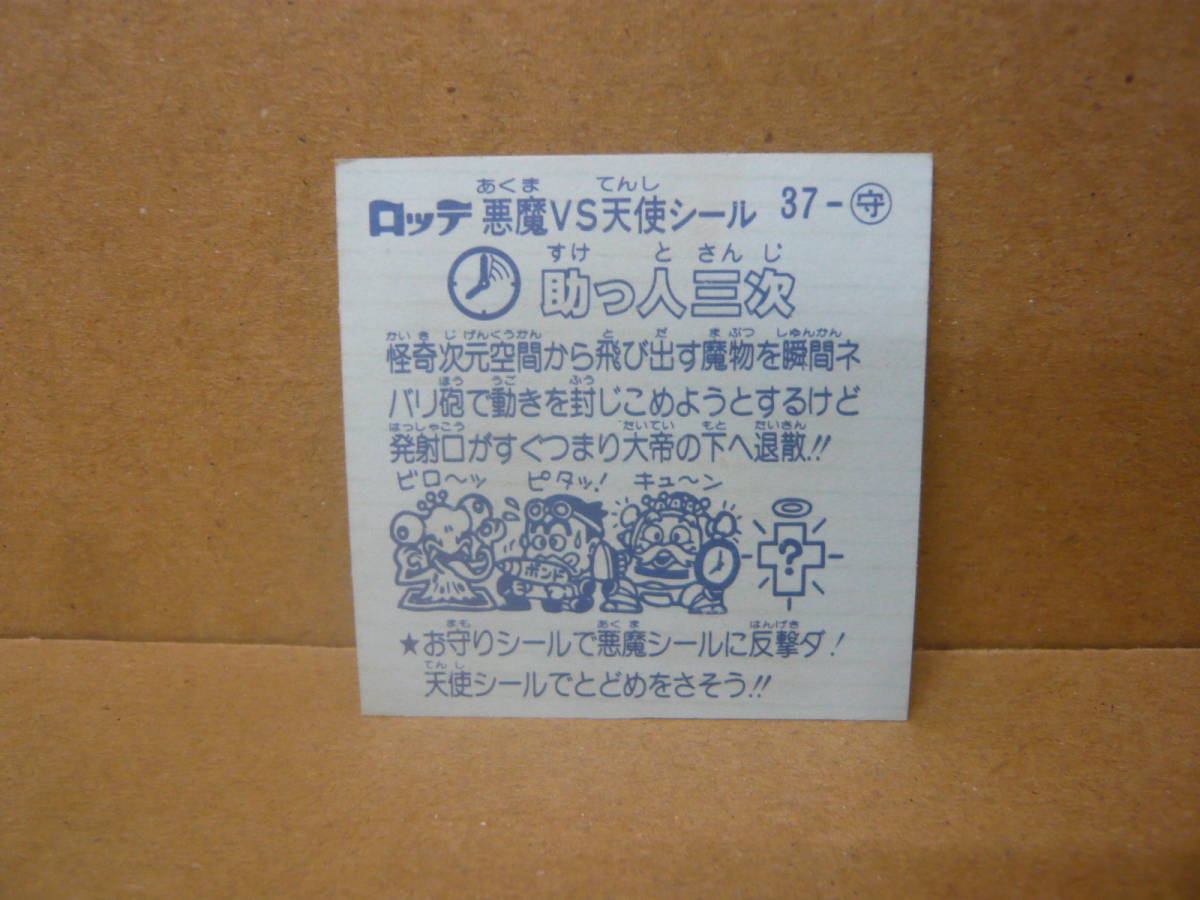 あくま てんし
ロッテ 悪魔VS天使シール 37-守
すけ と さん じ
助っ人三次
かい き じ げんくうかん と だ ま ぶつ しゅんかん
怪奇次元空間から飛び出す魔物を瞬間ネ
ほう うご ふう
バリ砲で動きを封じこめようとするけど
はっしゃこう たいてい もと たいさん
発射口がすぐつまり大帝の下へ退散!!
ビロ〜ッ ピタッ! キュ〜ン
ボンド
?
まも あく ま はんげき
★お守りシールで悪魔シールに反撃ダ!
てん し
天使シールでとどめをさそう!!